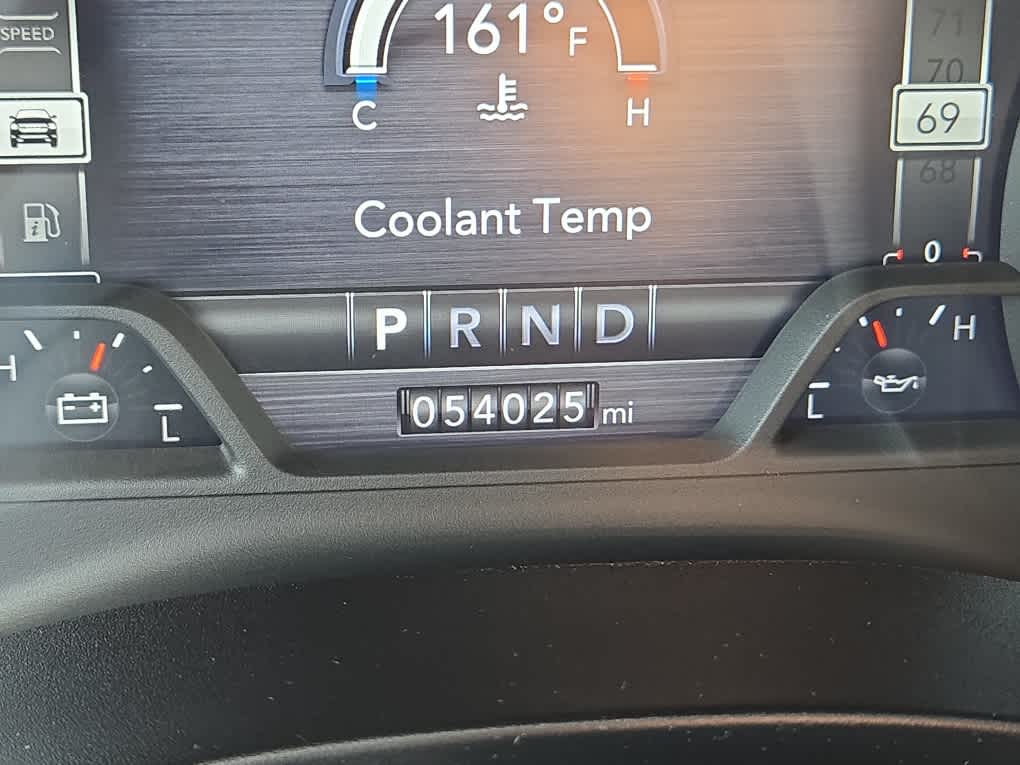 161°F
C
H
Coolant Temp
SPEED
71
70
69
68
0
P R N D
054025 mi
H
L
L
H